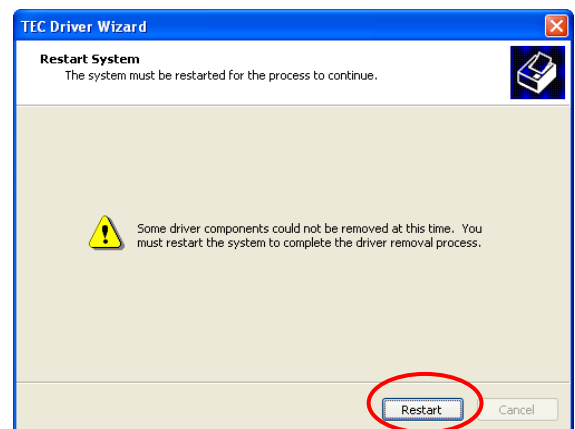 TEC Driver Wizard
Restart System
The system must be restarted for the process to continue.
Some driver components could not be removed at this time. You
must restart the system to complete the driver removal process.
Restart
Cancel